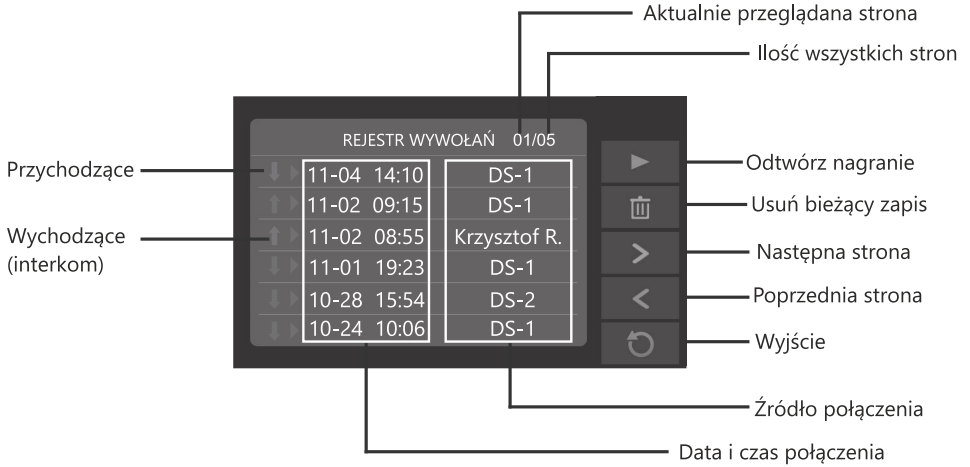 Aktualnie przeglądana strona
Ilość wszystkich stron
REJESTR WYWOŁAŃ 01/05
Przychodzące
11-04 14:10 DS-1
Odtwórz nagranie
11-02 09:15 DS-1
Usuń bieżący zapis
Wychodzące
(interkom)
11-02 08:55 Krzysztof R.
Następna strona
11-01 19:23 DS-1
10-28 15:54 DS-2
Poprzednia strona
10-24 10:06 DS-1
Wyjście
Źródło połączenia
Data i czas połączenia